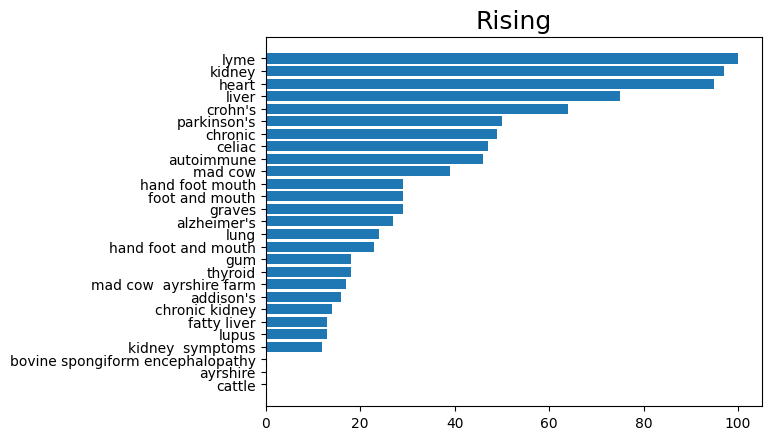 Rising
lyme
kidney
heart
liver
crohn's
parkinson's
chronic
celiac
autoimmune
mad cow
hand foot mouth
foot and mouth
graves
alzheimer's
lung
hand foot and mouth
gum
thyroid
mad cow  ayrshire farm
addison's
chronic kidney
fatty liver
lupus
kidney  symptoms
bovine spongiform encephalopathy
ayrshire
cattle
0 20 40 60 80 100